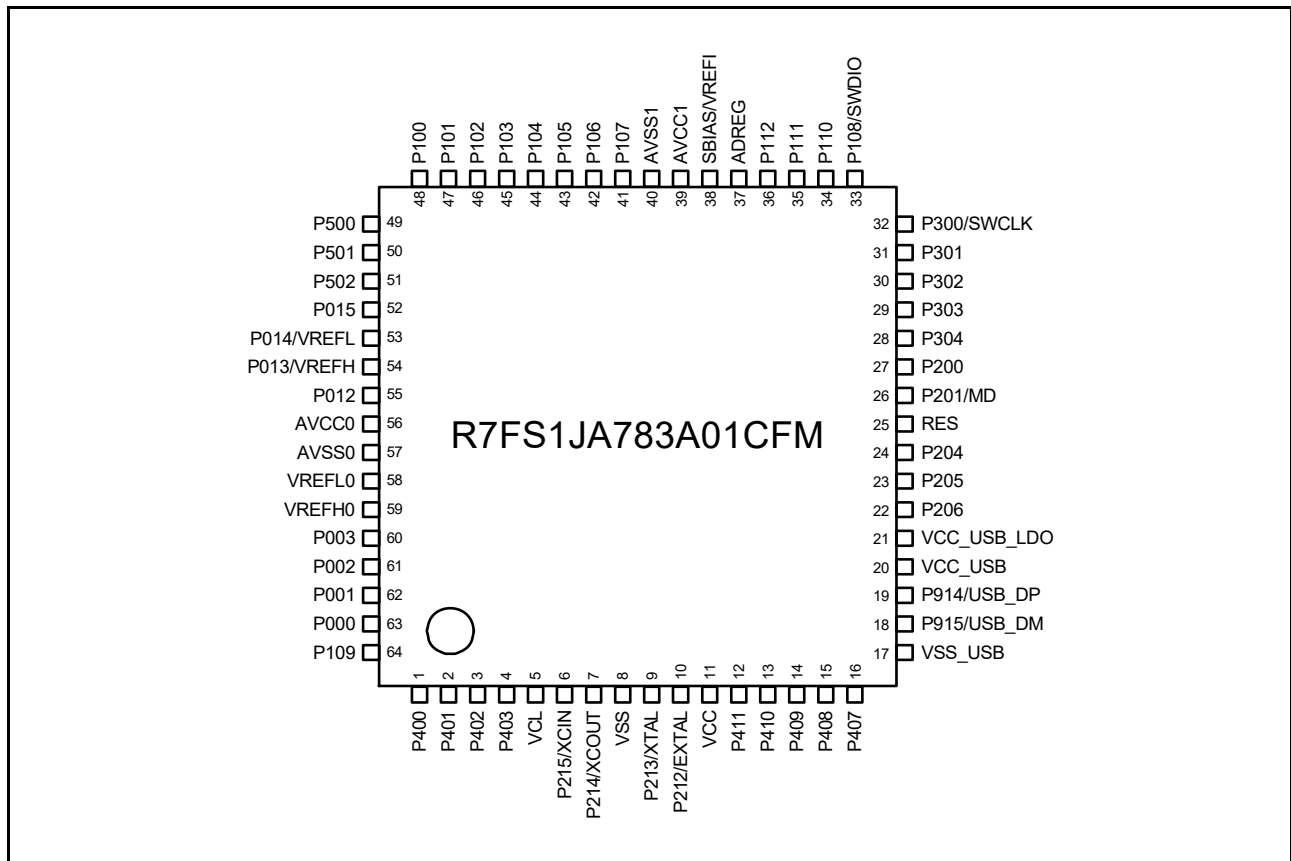 P100
P101
P102
P103
P104
P105
P106
P107
AVSS1
AVCC1
SBIAS/VREFI
ADREG
P112
P111
P110
P108/SWDIO
48
47
46
45
44
43
42
41
40
39
38
37
36
35
34
33
P500 49
P501 50
P502 51
P015 52
P014/VREFL 53
P013/VREFH 54
P012 55
AVCC0 56
AVSS0 57
VREFL0 58
VREFH0 59
P003 60
P002 61
P001 62
P000 63
P109 64
R7FS1JA783A01CFM
32 P300/SWCLK
31 P301
30 P302
29 P303
28 P304
27 P200
26 P201/MD
25 RES
24 P204
23 P205
22 P206
21 VCC_USB_LDO
20 VCC_USB
19 P914/USB_DP
18 P915/USB_DM
17 VSS_USB
1
2
3
4
5
6
7
8
9
10
11
12
13
14
15
16
P400
P401
P402
P403
VCL
P215/XCIN
P214/XCOUT
VSS
P213/XTAL
P212/EXTAL
VCC
P411
P410
P409
P408
P407